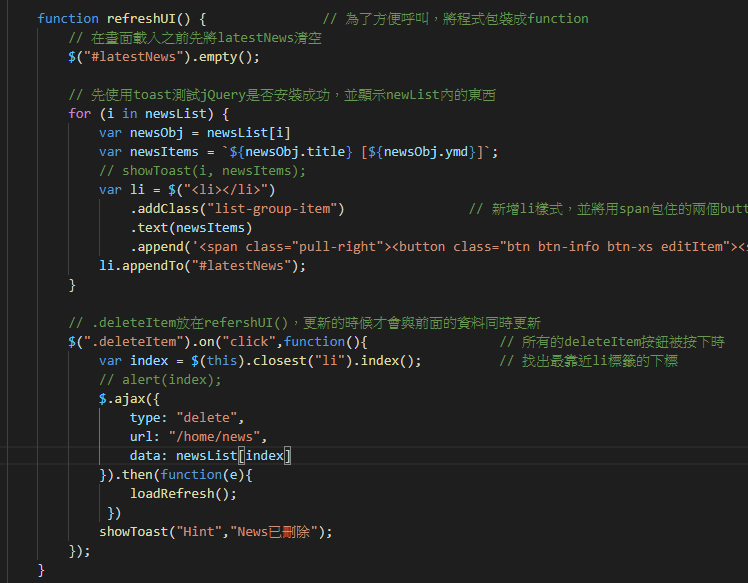 function refreshUI() {               // 為了方便呼叫，將程式包裝成function
    // 在畫面載入之前先將latestNews清空
    $("#latestNews").empty();
    // 先使用toast測試jQuery是否安裝成功，並顯示newList內的東西
    for (i in newsList) {
        var newsObj = newsList[i]
        var newsItems = `${newsObj.title} [${newsObj.ymd}]`;
        // showToast(i, newsItems);
        var li = $("<li></li>")
            .addClass("list-group-item")                // 新增li樣式，並將用span包住的兩個butt
            .text(newsItems)
            .append('<span class="pull-right"><button class="btn btn-info btn-xs editItem"><s
        li.appendTo("#latestNews");
    }
    // .deleteItem放在refershUI()，更新的時候才會與前面的資料同時更新
    $(".deleteItem").on("click",function(){                 // 所有的deleteItem按鈕被按下時
        var index = $(this).closest("li").index();          // 找出最靠近li標籤的下標
        // alert(index);
        $.ajax({
            type: "delete",
            url: "/home/news",
            data: newsList[index]
        }).then(function(e){
            loadRefresh();
         })
        showToast("Hint","News已刪除");
    });
}